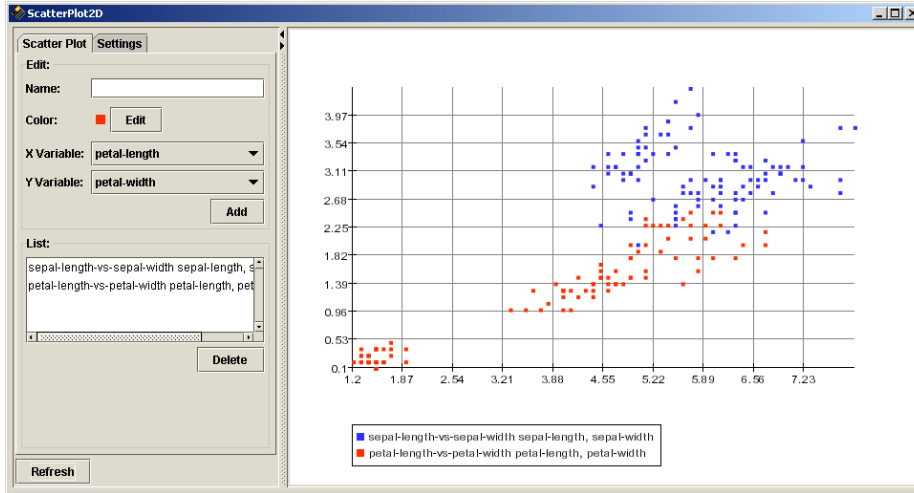 ScatterPlot2D
Scatter Plot Settings
Edit:
Name:
Color: Edit
X Variable: petal-length
Y Variable: petal-width
Add
List:
sepal-length-vs-sepal-width sepal-length, s
petal-length-vs-petal-width petal-length, pet
Delete
Refresh
3.97
3.54
3.11
2.68
2.25
1.82
1.39
0.96
0.53
0.1
1.2 1.87 2.54 3.21 3.88 4.55 5.22 5.89 6.56 7.23
sepal-length-vs-sepal-width sepal-length, sepal-width
petal-length-vs-petal-width petal-length, petal-width